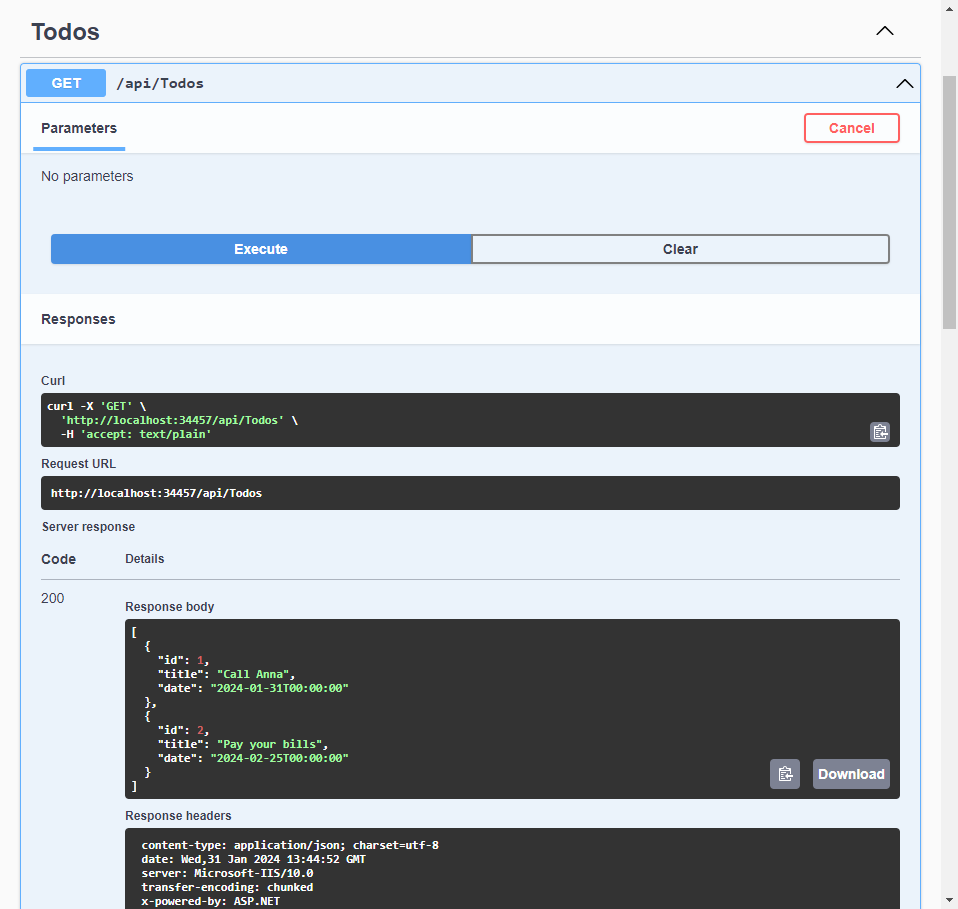 Todos
GET /api/Todos
Parameters Cancel
No parameters
Execute Clear
Responses
Curl
curl -X 'GET' \
  'http://localhost:34457/api/Todos' \
  -H 'accept: text/plain'
Request URL
http://localhost:34457/api/Todos
Server response
Code Details
200
Response body
[
  {
    "id": 1,
    "title": "Call Anna",
    "date": "2024-01-31T00:00:00"
  },
  {
    "id": 2,
    "title": "Pay your bills",
    "date": "2024-02-25T00:00:00"
  }
]
Download
Response headers
content-type: application/json; charset=utf-8
date: Wed,31 Jan 2024 13:44:52 GMT
server: Microsoft-IIS/10.0
transfer-encoding: chunked
x-powered-by: ASP.NET